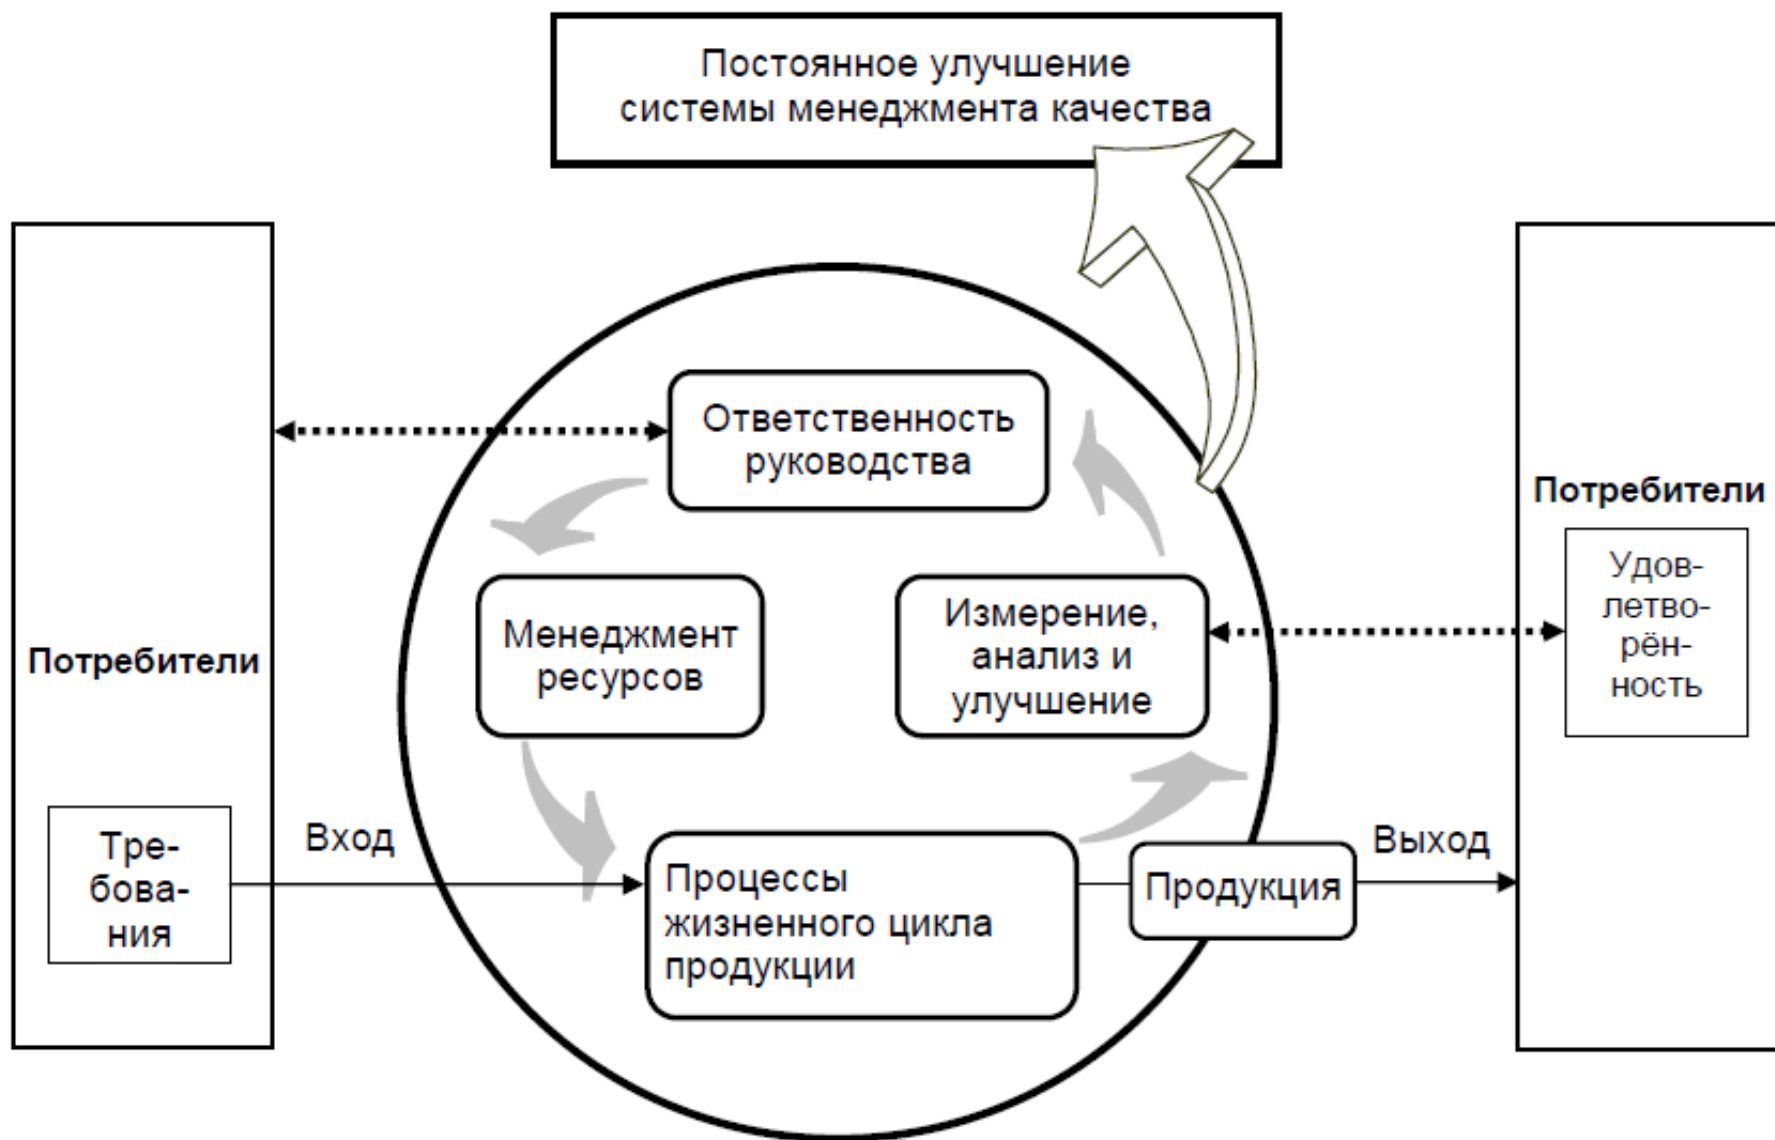 Постоянное улучшение
системы менеджмента качества
Ответственность
руководства
Потребители
Удов-
летво-
рён-
ность
Менеджмент
ресурсов
Измерение,
анализ и
улучшение
Потребители
Тре-
бова-
ния
Вход
Процессы
жизненного цикла
продукции
Продукция
Выход